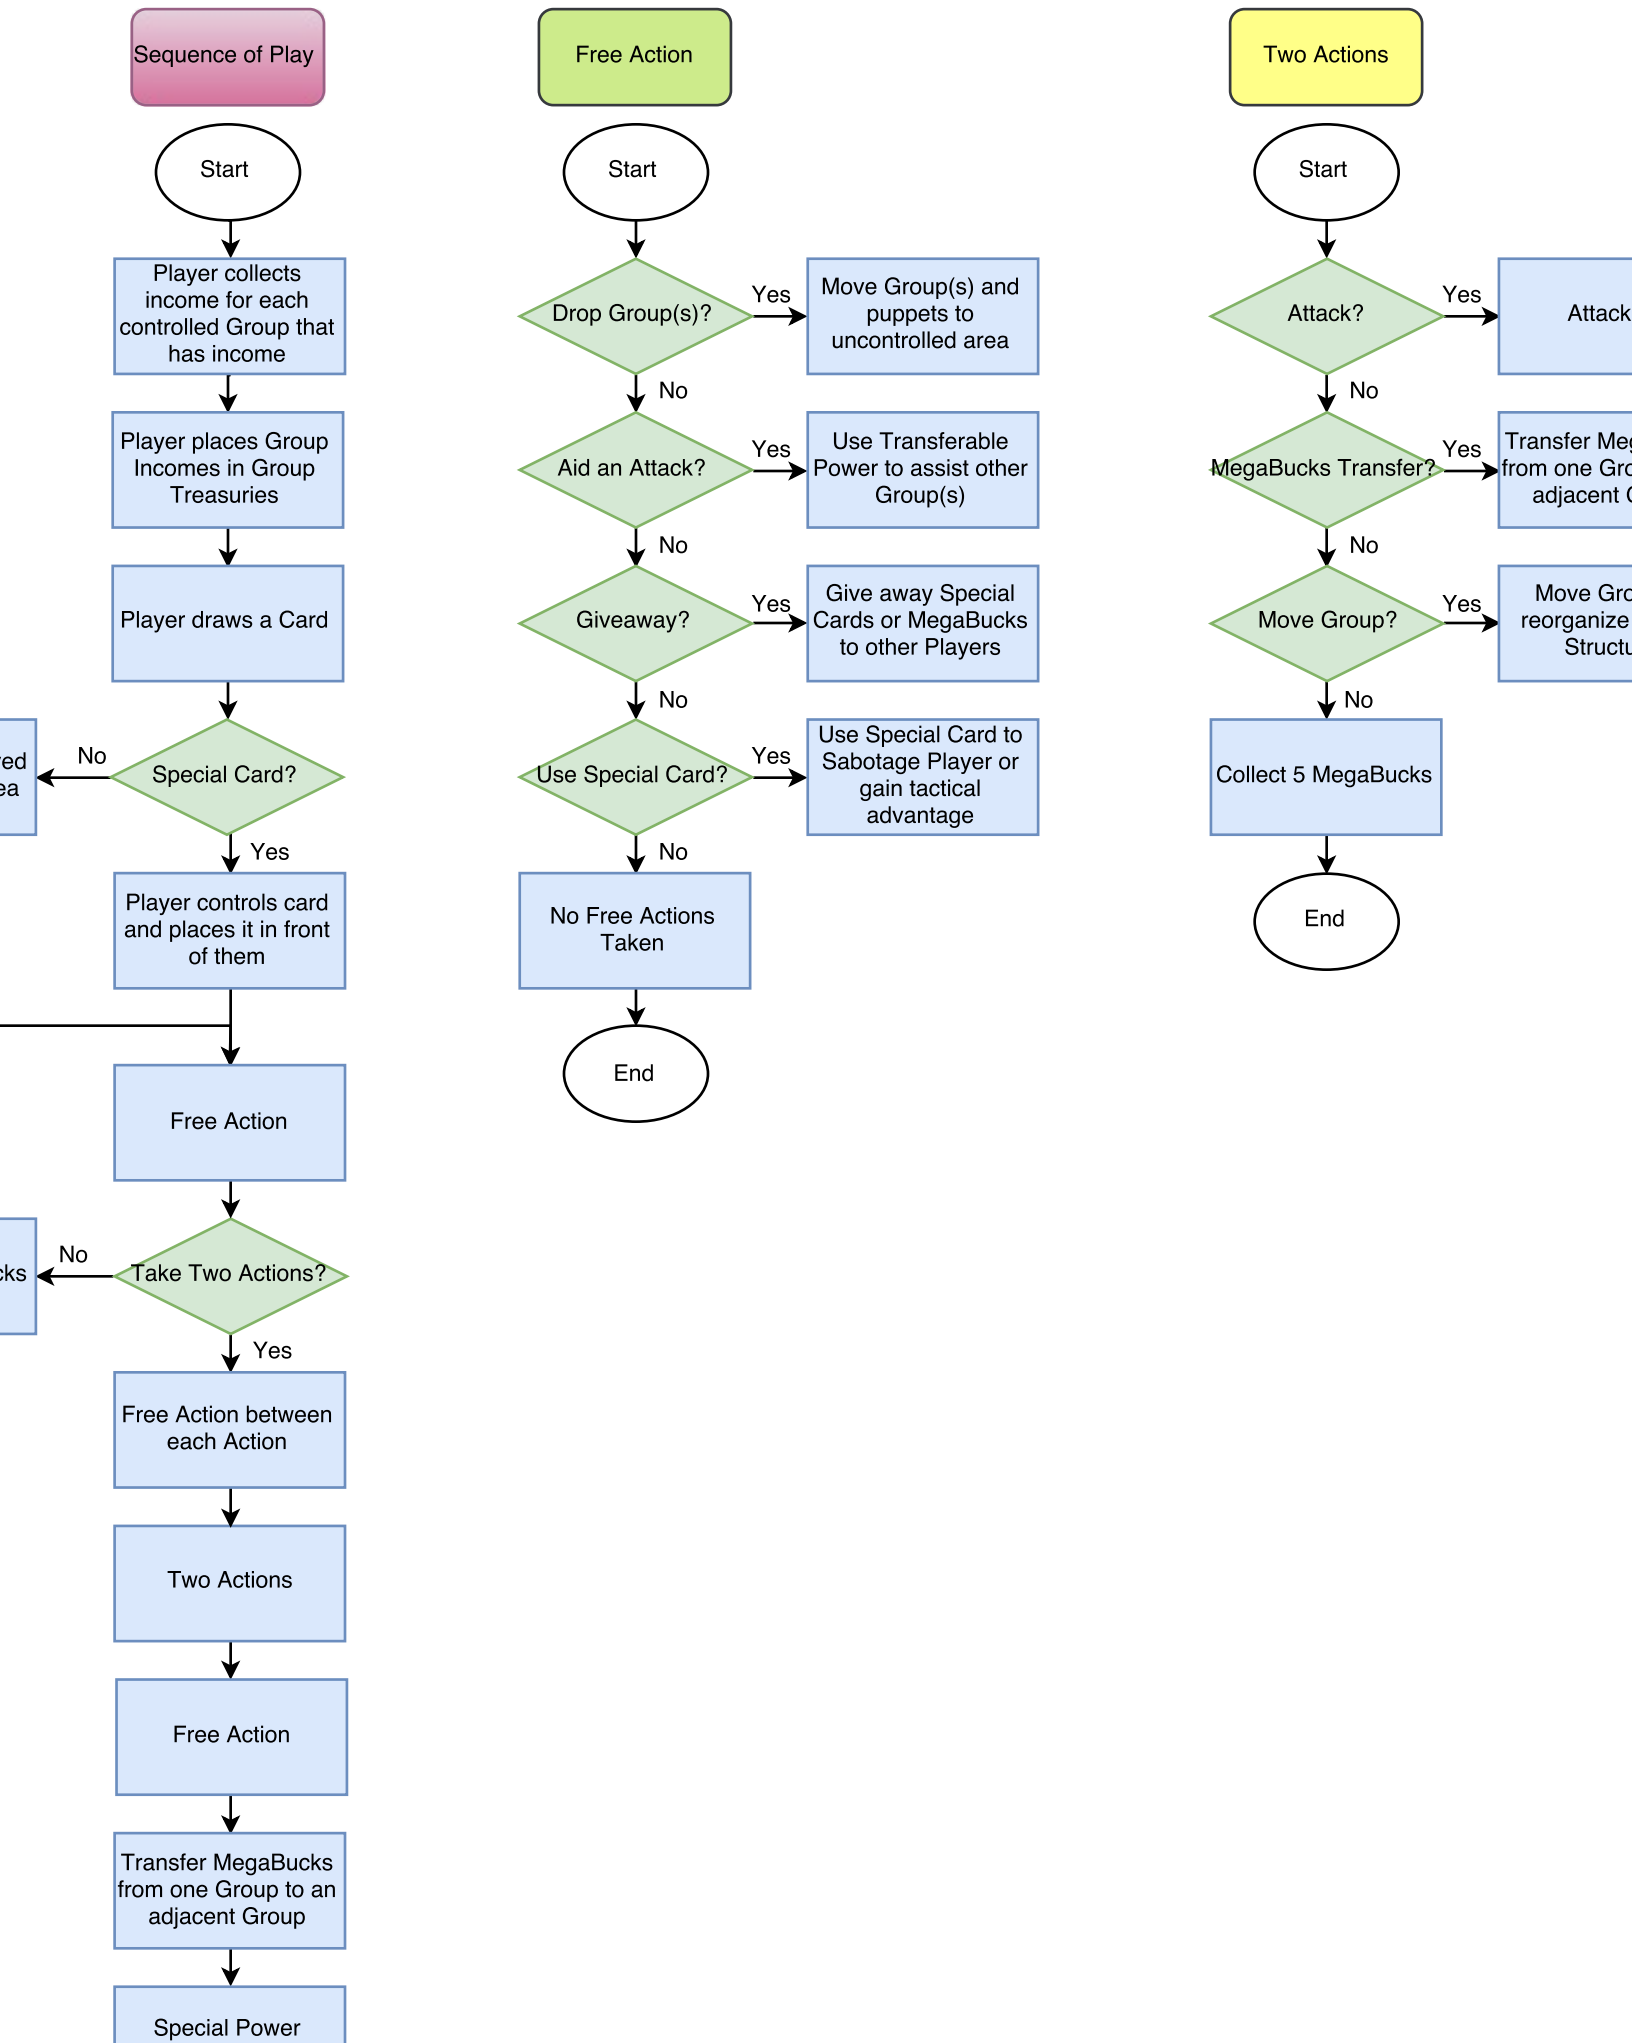 Sequence of Play
Start
Player collects
income for each
controlled Group that
has income
Player places Group
Incomes in Group
Treasuries
Player draws a Card
Special Card?
No
Yes
Player controls card
and places it in front
of them
Free Action
Take Two Actions?
No
Yes
Free Action between
each Action
Two Actions
Free Action
Transfer MegaBucks
from one Group to an
adjacent Group
Special Power
Free Action
Start
Drop Group(s)?
Yes
Move Group(s) and
puppets to
uncontrolled area
No
Aid an Attack?
Yes
Use Transferable
Power to assist other
Group(s)
No
Giveaway?
Yes
Give away Special
Cards or MegaBucks
to other Players
No
Use Special Card?
Yes
Use Special Card to
Sabotage Player or
gain tactical
advantage
No
No Free Actions
Taken
End
Two Actions
Start
Attack?
Yes
Attack
No
MegaBucks Transfer?
Yes
Transfer
from one
adjacent
No
Move Group?
Yes
Move
reorganize
No
Collect 5 MegaBucks
End